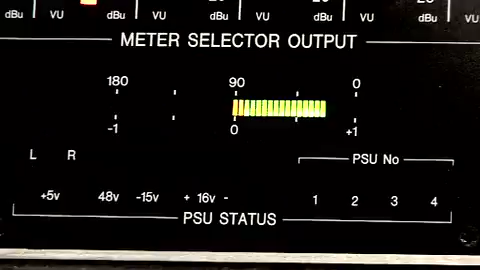 dBu VU dBu VU dBu VU dBu VU
METER SELECTOR OUTPUT
180 90 0
-1 0 +1
L R PSU No
+5v 48v -15v + 16v - 1 2 3 4
PSU STATUS